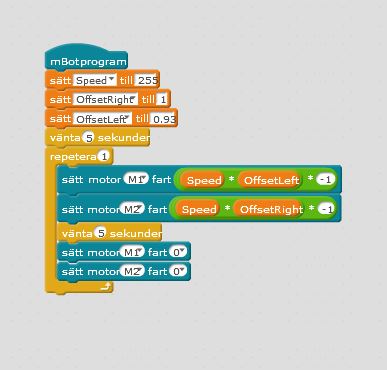 mBotprogram
sätt Speed till 255
sätt OffsetRight till 1
sätt OffsetLeft till 0.93
vänta 5 sekunder
repetera 1
sätt motor M1 fart Speed * OffsetLeft * -1
sätt motor M2 fart Speed * OffsetRight * -1
vänta 5 sekunder
sätt motor M1 fart 0
sätt motor M2 fart 0